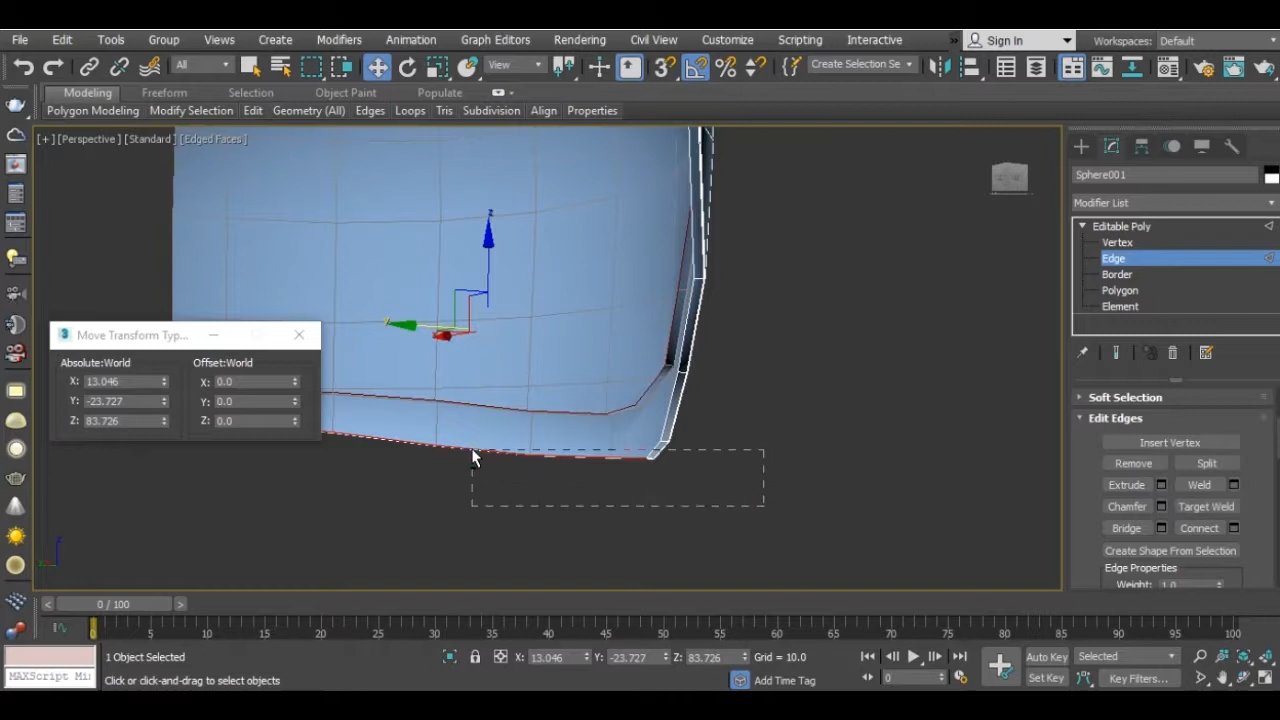 File Edit Tools Group Views Create Modifiers Animation Graph Editors Rendering Civil View Customize Scripting Interactive » Sign In Workspaces: Default
All View Create Selection Se
Modeling Freeform Selection Object Paint Populate
Polygon Modeling Modify Selection Edit Geometry (All) Edges Loops Tris Subdivision Align Properties
[+] [Perspective] [Standard] [Edged Faces]
Sphere001
Modifier List
Editable Poly
Vertex
Edge
Border
Polygon
Element
3 Move Transform Typ...
Absolute:World Offset:World
X: 13.046 X: 0.0
Y: -23.727 Y: 0.0
Z: 83.726 Z: 0.0
Soft Selection
Edit Edges
Insert Vertex
Remove Split
Extrude Weld
Chamfer Target Weld
Bridge Connect
Create Shape From Selection
Edge Properties
Weight: 1.0
< 0 / 100 >
0 5 10 15 20 25 30 35 40 45 50 55 60 65 70 75 80 85 90 95 100
1 Object Selected X: 13.046 Y: -23.727 Z: 83.726 Grid = 10.0 Auto Key Selected
MAXScript Mi Click or click-and-drag to select objects Add Time Tag 0 Set Key Key Filters...